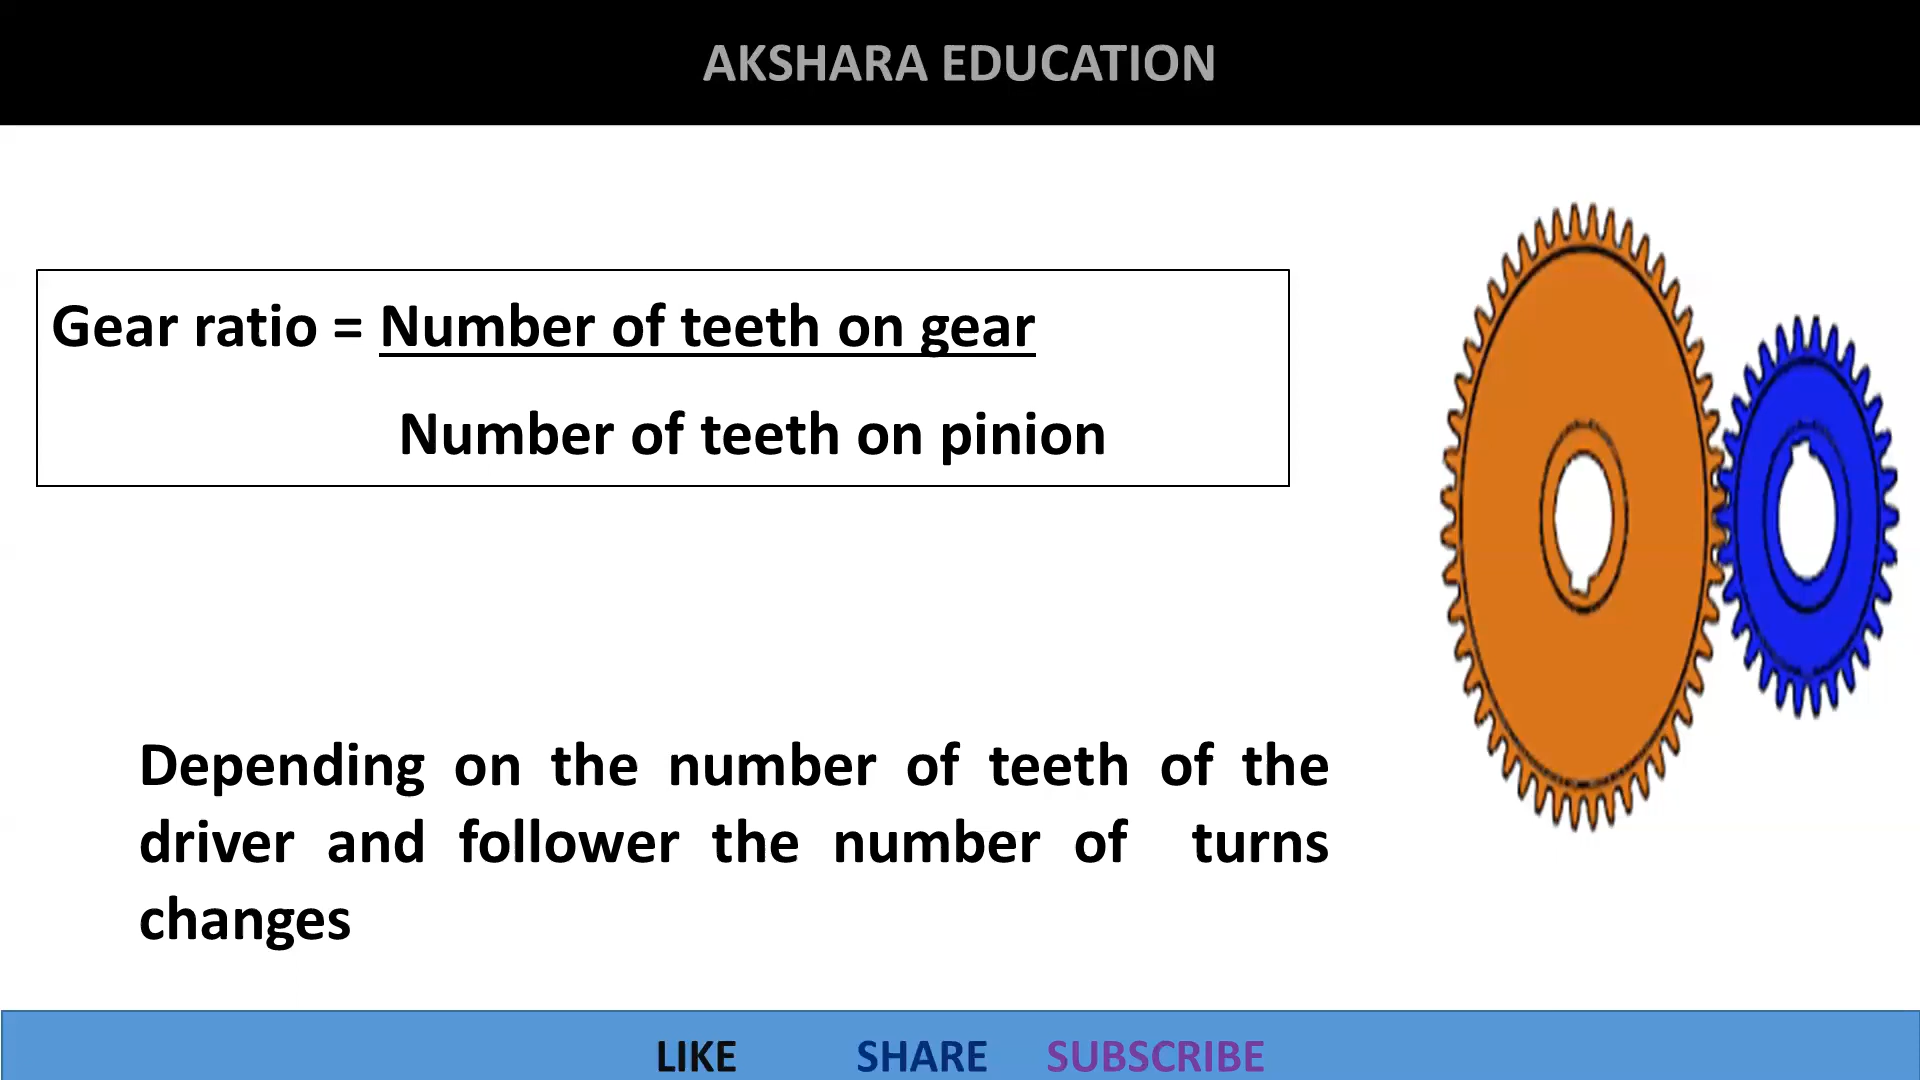 AKSHARA EDUCATION
Gear ratio = Number of teeth on gear
Number of teeth on pinion
Depending on the number of teeth of the
driver and follower the number of turns
changes
LIKE SHARE SUBSCRIBE